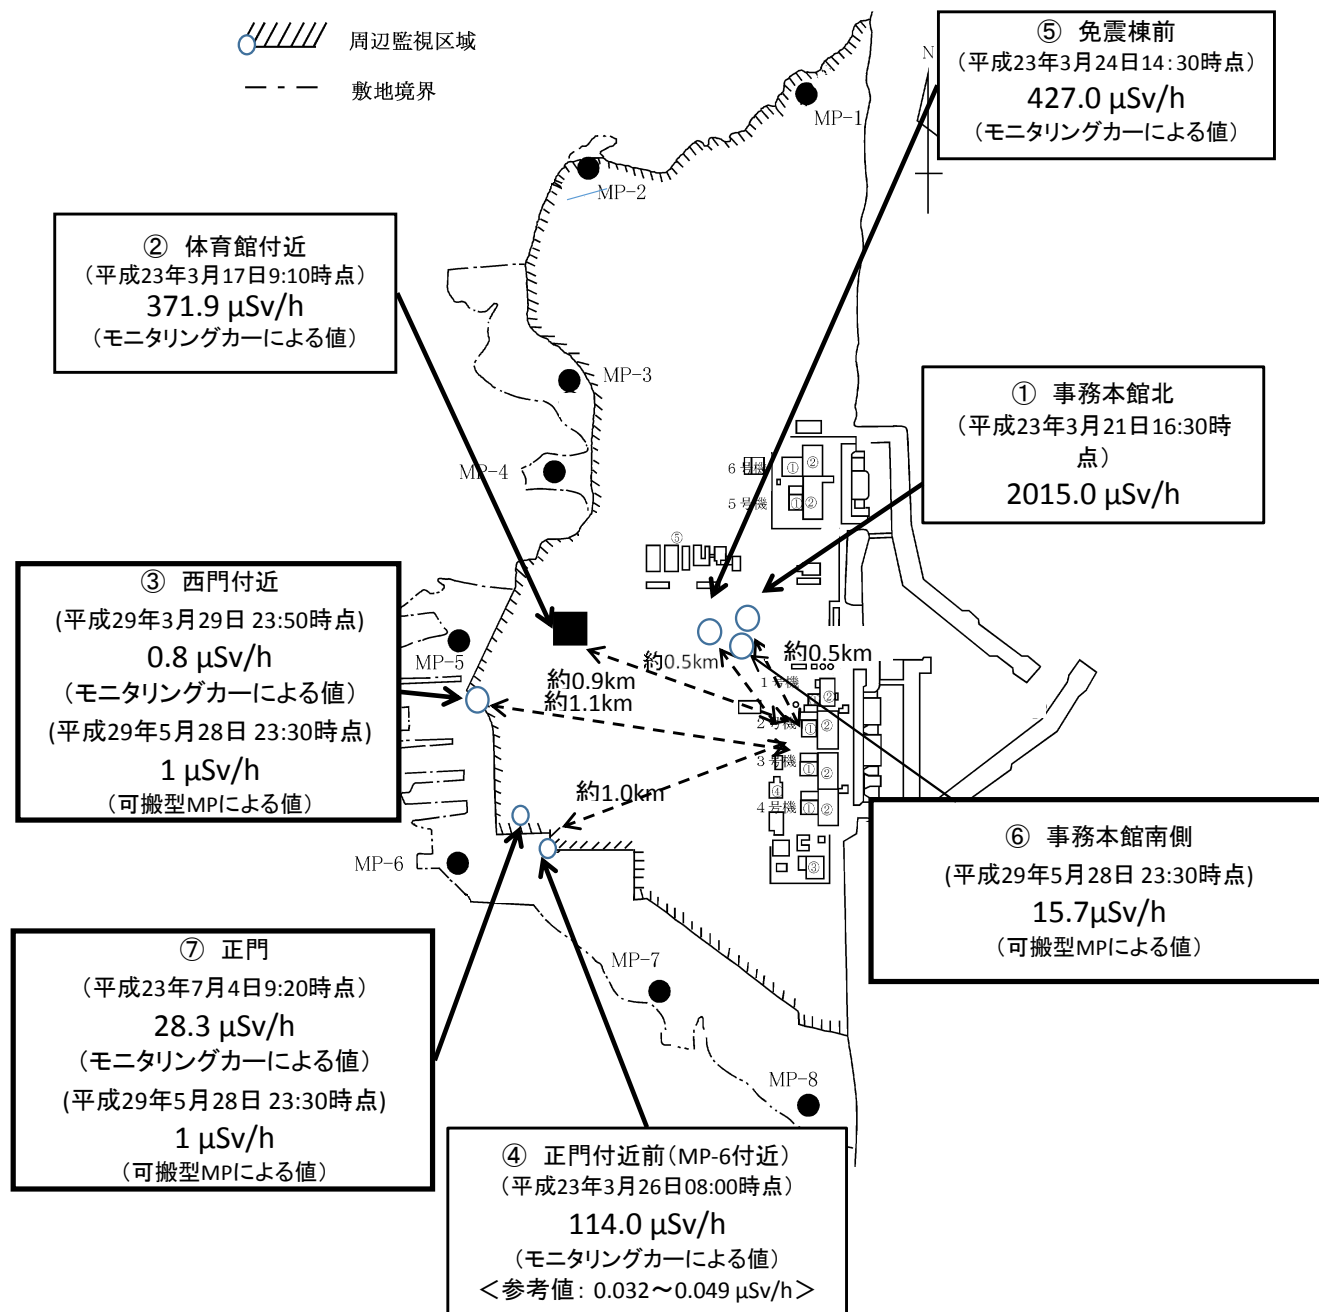 周辺監視区域
敷地境界
⑤ 免震棟前
（平成23年3月24日14：30時点）
427.0 μSv/h
（モニタリングカーによる値）
N
MP-1
MP-2
② 体育館付近
（平成23年3月17日9:10時点）
371.9 μSv/h
（モニタリングカーによる値）
MP-3
① 事務本館北
（平成23年3月21日16:30時
点）
2015.0 μSv/h
MP-4
6号機
①
②
5号機
①
②
⑤
③ 西門付近
(平成29年3月29日 23:50時点)
0.8 μSv/h
（モニタリングカーによる値）
(平成29年5月28日 23:30時点)
1 μSv/h
（可搬型MPによる値）
MP-5
約0.5km
約0.5km
約0.9km
約1.1km
1号機
②
2号機
①
②
3号機
①
②
④
4号機
①
②
③
約1.0km
MP-6
⑥ 事務本館南側
(平成29年5月28日 23:30時点)
15.7μSv/h
（可搬型MPによる値）
⑦ 正門
（平成23年7月4日9:20時点）
28.3 μSv/h
（モニタリングカーによる値）
(平成29年5月28日 23:30時点)
1 μSv/h
（可搬型MPによる値）
MP-7
MP-8
④ 正門付近前（MP-6付近）
（平成23年3月26日08:00時点）
114.0 μSv/h
（モニタリングカーによる値）
＜参考値： 0.032～0.049 μSv/h＞